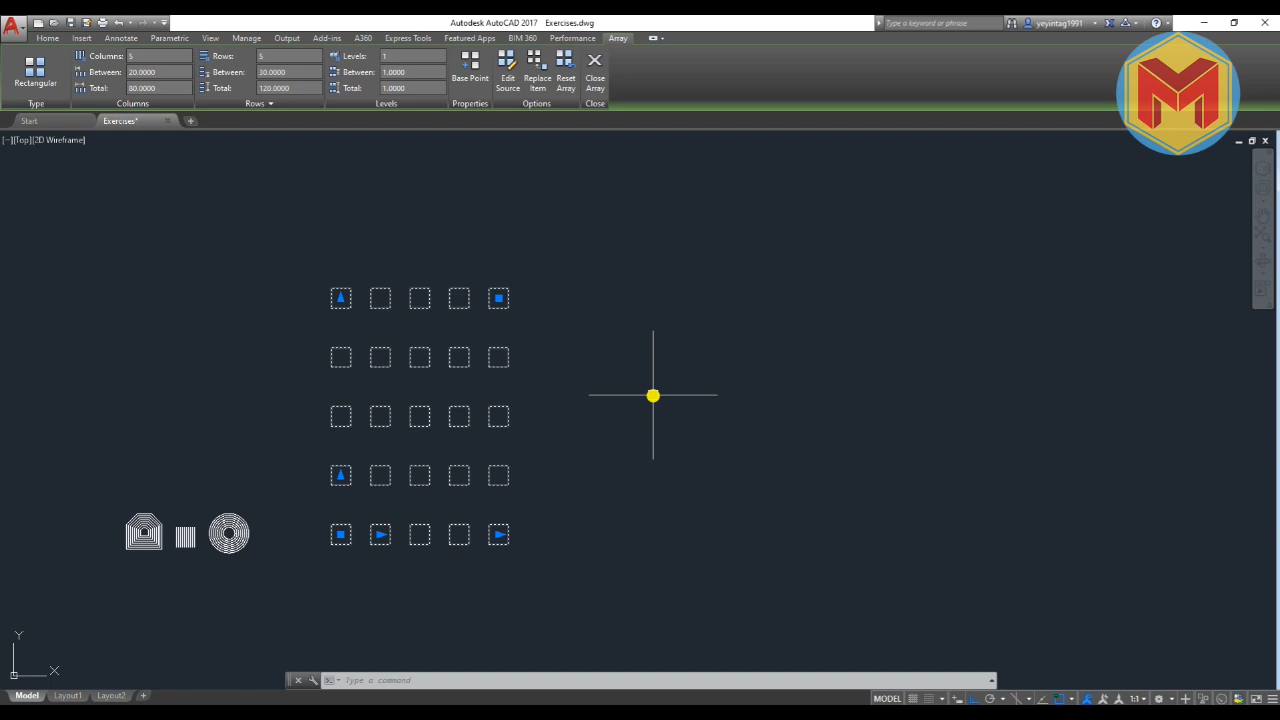 Autodesk AutoCAD 2017 Exercises.dwg
Type a keyword or phrase
yeyintag1991
Home Insert Annotate Parametric View Manage Output Add-ins A360 Express Tools Featured Apps BIM 360 Performance Array
Columns: 5 Rows: 5 Levels: 1
Between: 20.0000 Between: 30.0000 Between: 1.0000
Total: 80.0000 Total: 120.0000 Total: 1.0000
Rectangular
Base Point
Edit Source
Replace Item
Reset Array
Close Array
Type Columns Rows Levels Properties Options Close
Start Exercises*
[−][Top][2D Wireframe]
M
Y
X
Type a command
Model Layout1 Layout2
MODEL 1:1